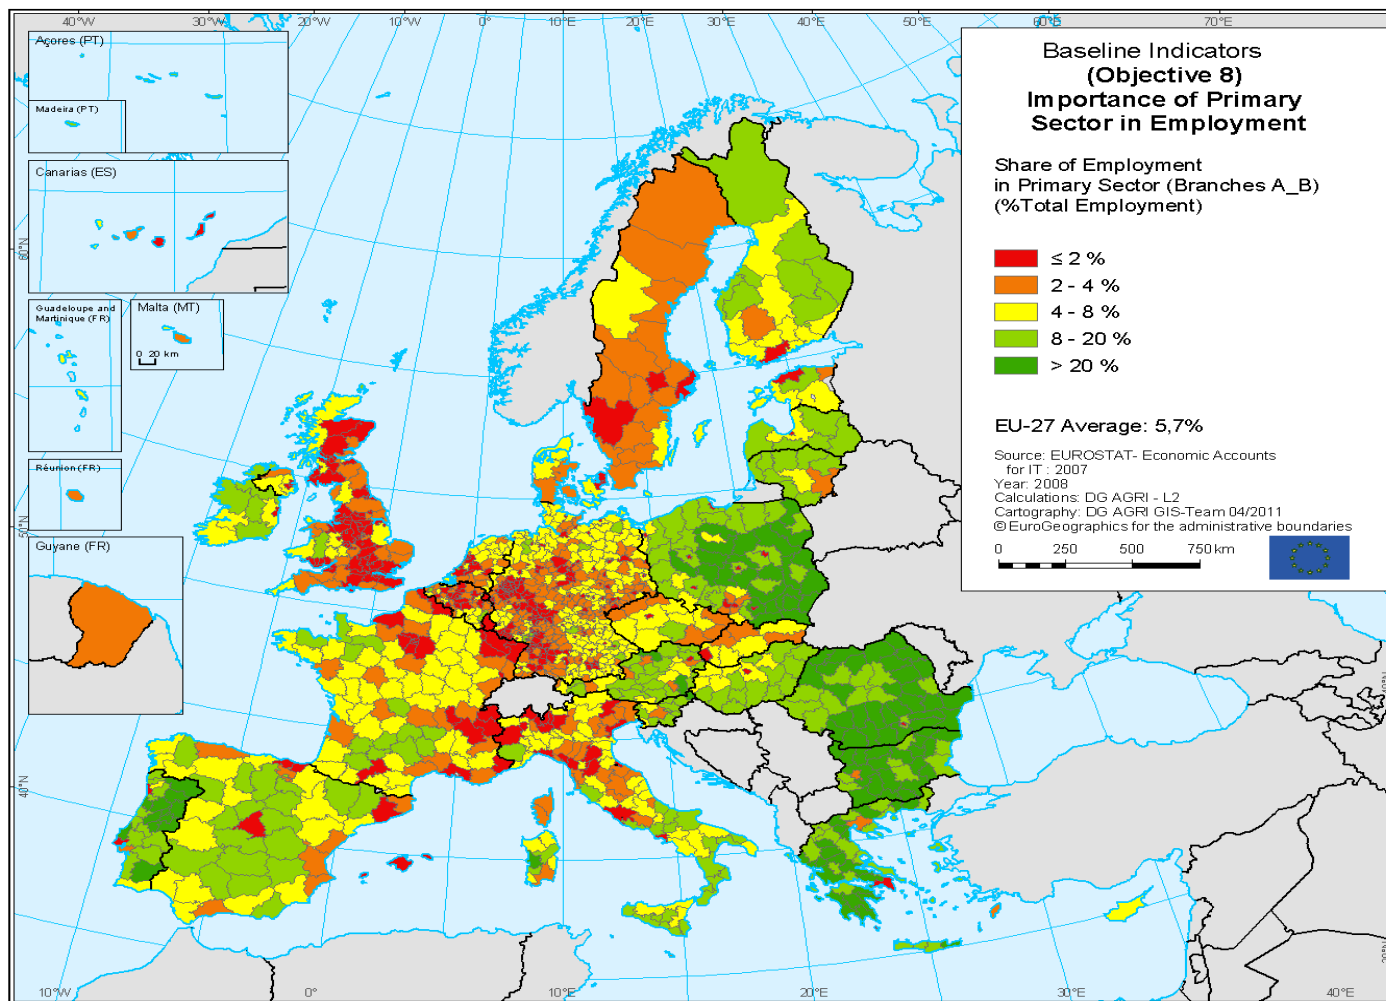 40°W
30°W
20°W
10°W
0°
10°E
20°E
30°E
40°E
50°E
70°E
Açores (PT)
Madeira (PT)
Canarias (ES)
Guadeloupe and
Martinique (FR)
Malta (MT)
0 20 km
Réunion (FR)
Guyane (FR)
60°N
50°N
40°N
Baseline Indicators
(Objective 8)
Importance of Primary
Sector in Employment
Share of Employment
in Primary Sector (Branches A_B)
(%Total Employment)
≤ 2 %
2 - 4 %
4 - 8 %
8 - 20 %
> 20 %
EU-27 Average: 5,7%
Source: EUROSTAT- Economic Accounts
for IT : 2007
Year: 2008
Calculations: DG AGRI - L2
Cartography: DG AGRI GIS-Team 04/2011
© EuroGeographics for the administrative boundaries
0 250 500 750 km
10°W
0°
10°E
20°E
30°E
40°E